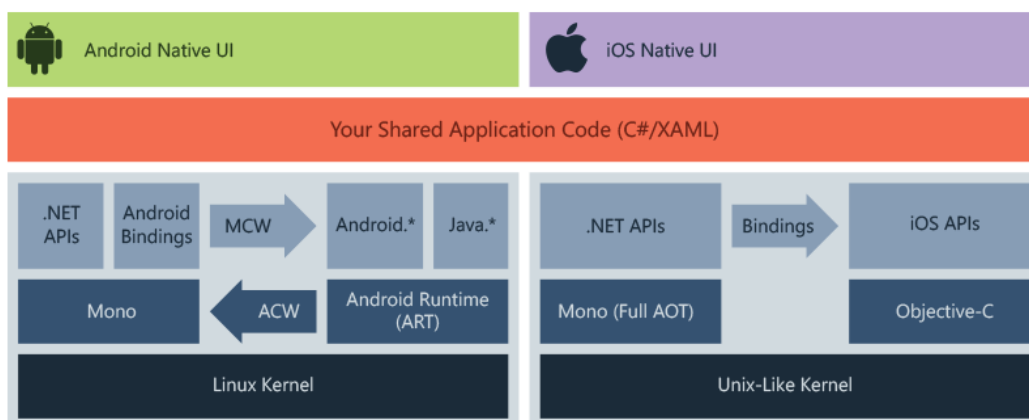 Android Native UI
iOS Native UI
Your Shared Application Code (C#/XAML)
.NET
APIs
Android
Bindings
MCW
Android.*
Java.*
Mono
ACW
Android Runtime
(ART)
Linux Kernel
.NET APIs
Bindings
iOS APIs
Mono (Full AOT)
Objective-C
Unix-Like Kernel